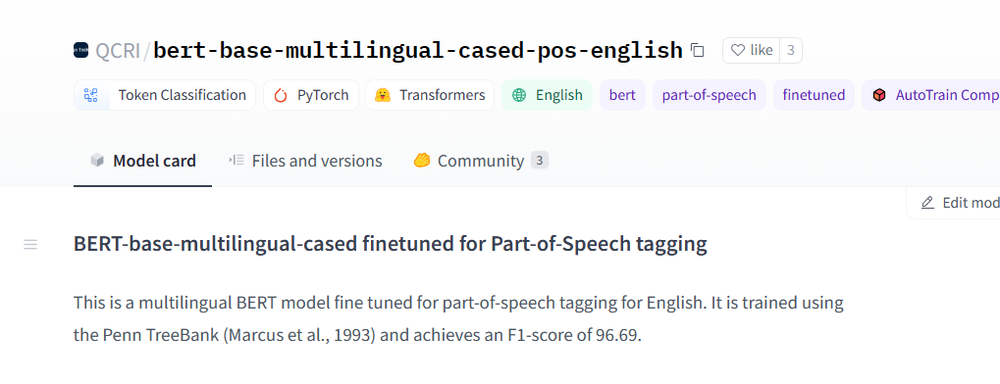 QCRI/bert-base-multilingual-cased-pos-english like 3
Token Classification PyTorch Transformers English bert part-of-speech finetuned AutoTrain Comp
Model card Files and versions Community 3
Edit mod
BERT-base-multilingual-cased finetuned for Part-of-Speech tagging
This is a multilingual BERT model fine tuned for part-of-speech tagging for English. It is trained using
the Penn TreeBank (Marcus et al., 1993) and achieves an F1-score of 96.69.